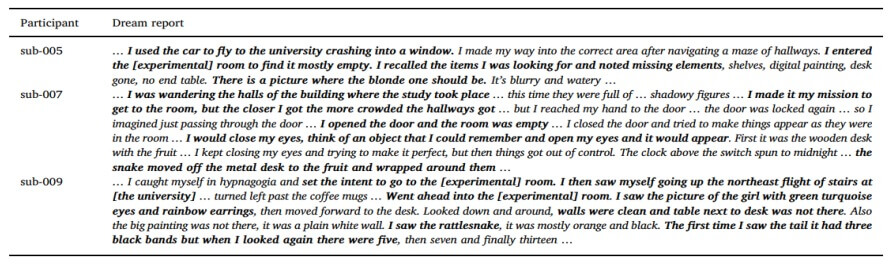 Participant Dream report
sub-005 … I used the car to fly to the university crashing into a window. I made my way into the correct area after navigating a maze of hallways. I entered
the [experimental] room to find it mostly empty. I recalled the items I was looking for and noted missing elements, shelves, digital painting, desk
gone, no end table. There is a picture where the blonde one should be. It's blurry and watery …
sub-007 … I was wandering the halls of the building where the study took place … this time they were full of … shadowy figures … I made it my mission to
get to the room, but the closer I got the more crowded the hallways got … but I reached my hand to the door … the door was locked again … so I
imagined just passing through the door … I opened the door and the room was empty … I closed the door and tried to make things appear as they were
in the room … I would close my eyes, think of an object that I could remember and open my eyes and it would appear. First it was the wooden desk
with the fruit … I kept closing my eyes and trying to make it perfect, but then things got out of control. The clock above the switch spun to midnight … the
snake moved off the metal desk to the fruit and wrapped around them …
sub-009 … I caught myself in hypnagogia and set the intent to go to the [experimental] room. I then saw myself going up the northeast flight of stairs at
[the university] … turned left past the coffee mugs … Went ahead into the [experimental] room. I saw the picture of the girl with green turquoise
eyes and rainbow earrings, then moved forward to the desk. Looked down and around, walls were clean and table next to desk was not there. Also
the big painting was not there, it was a plain white wall. I saw the rattlesnake, it was mostly orange and black. The first time I saw the tail it had three
black bands but when I looked again there were five, then seven and finally thirteen …